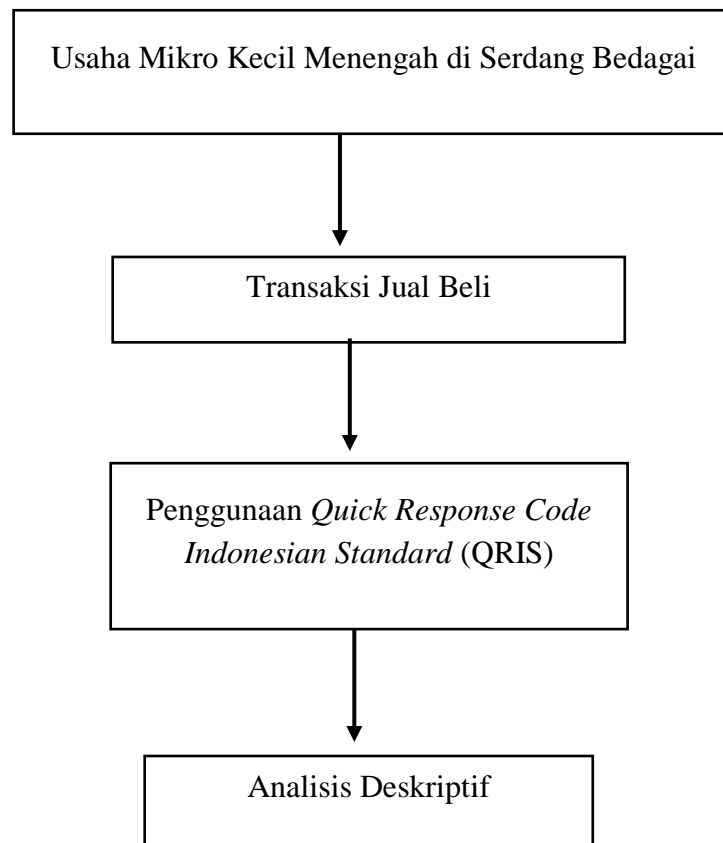 Usaha Mikro Kecil Menengah di Serdang Bedagai
Transaksi Jual Beli
Penggunaan Quick Response Code
Indonesian Standard (QRIS)
Analisis Deskriptif